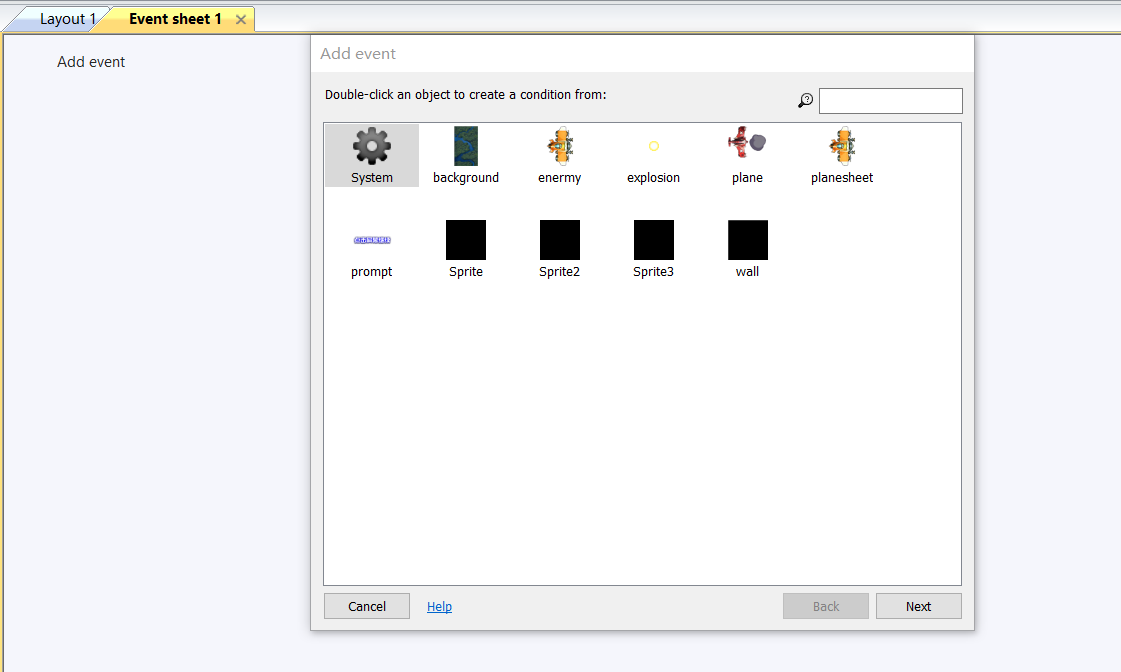 Layout 1
Event sheet 1
Add event
Add event
Double-click an object to create a condition from:
System
background
enermy
explosion
plane
planesheet
prompt
Sprite
Sprite2
Sprite3
wall
Cancel
Help
Back
Next